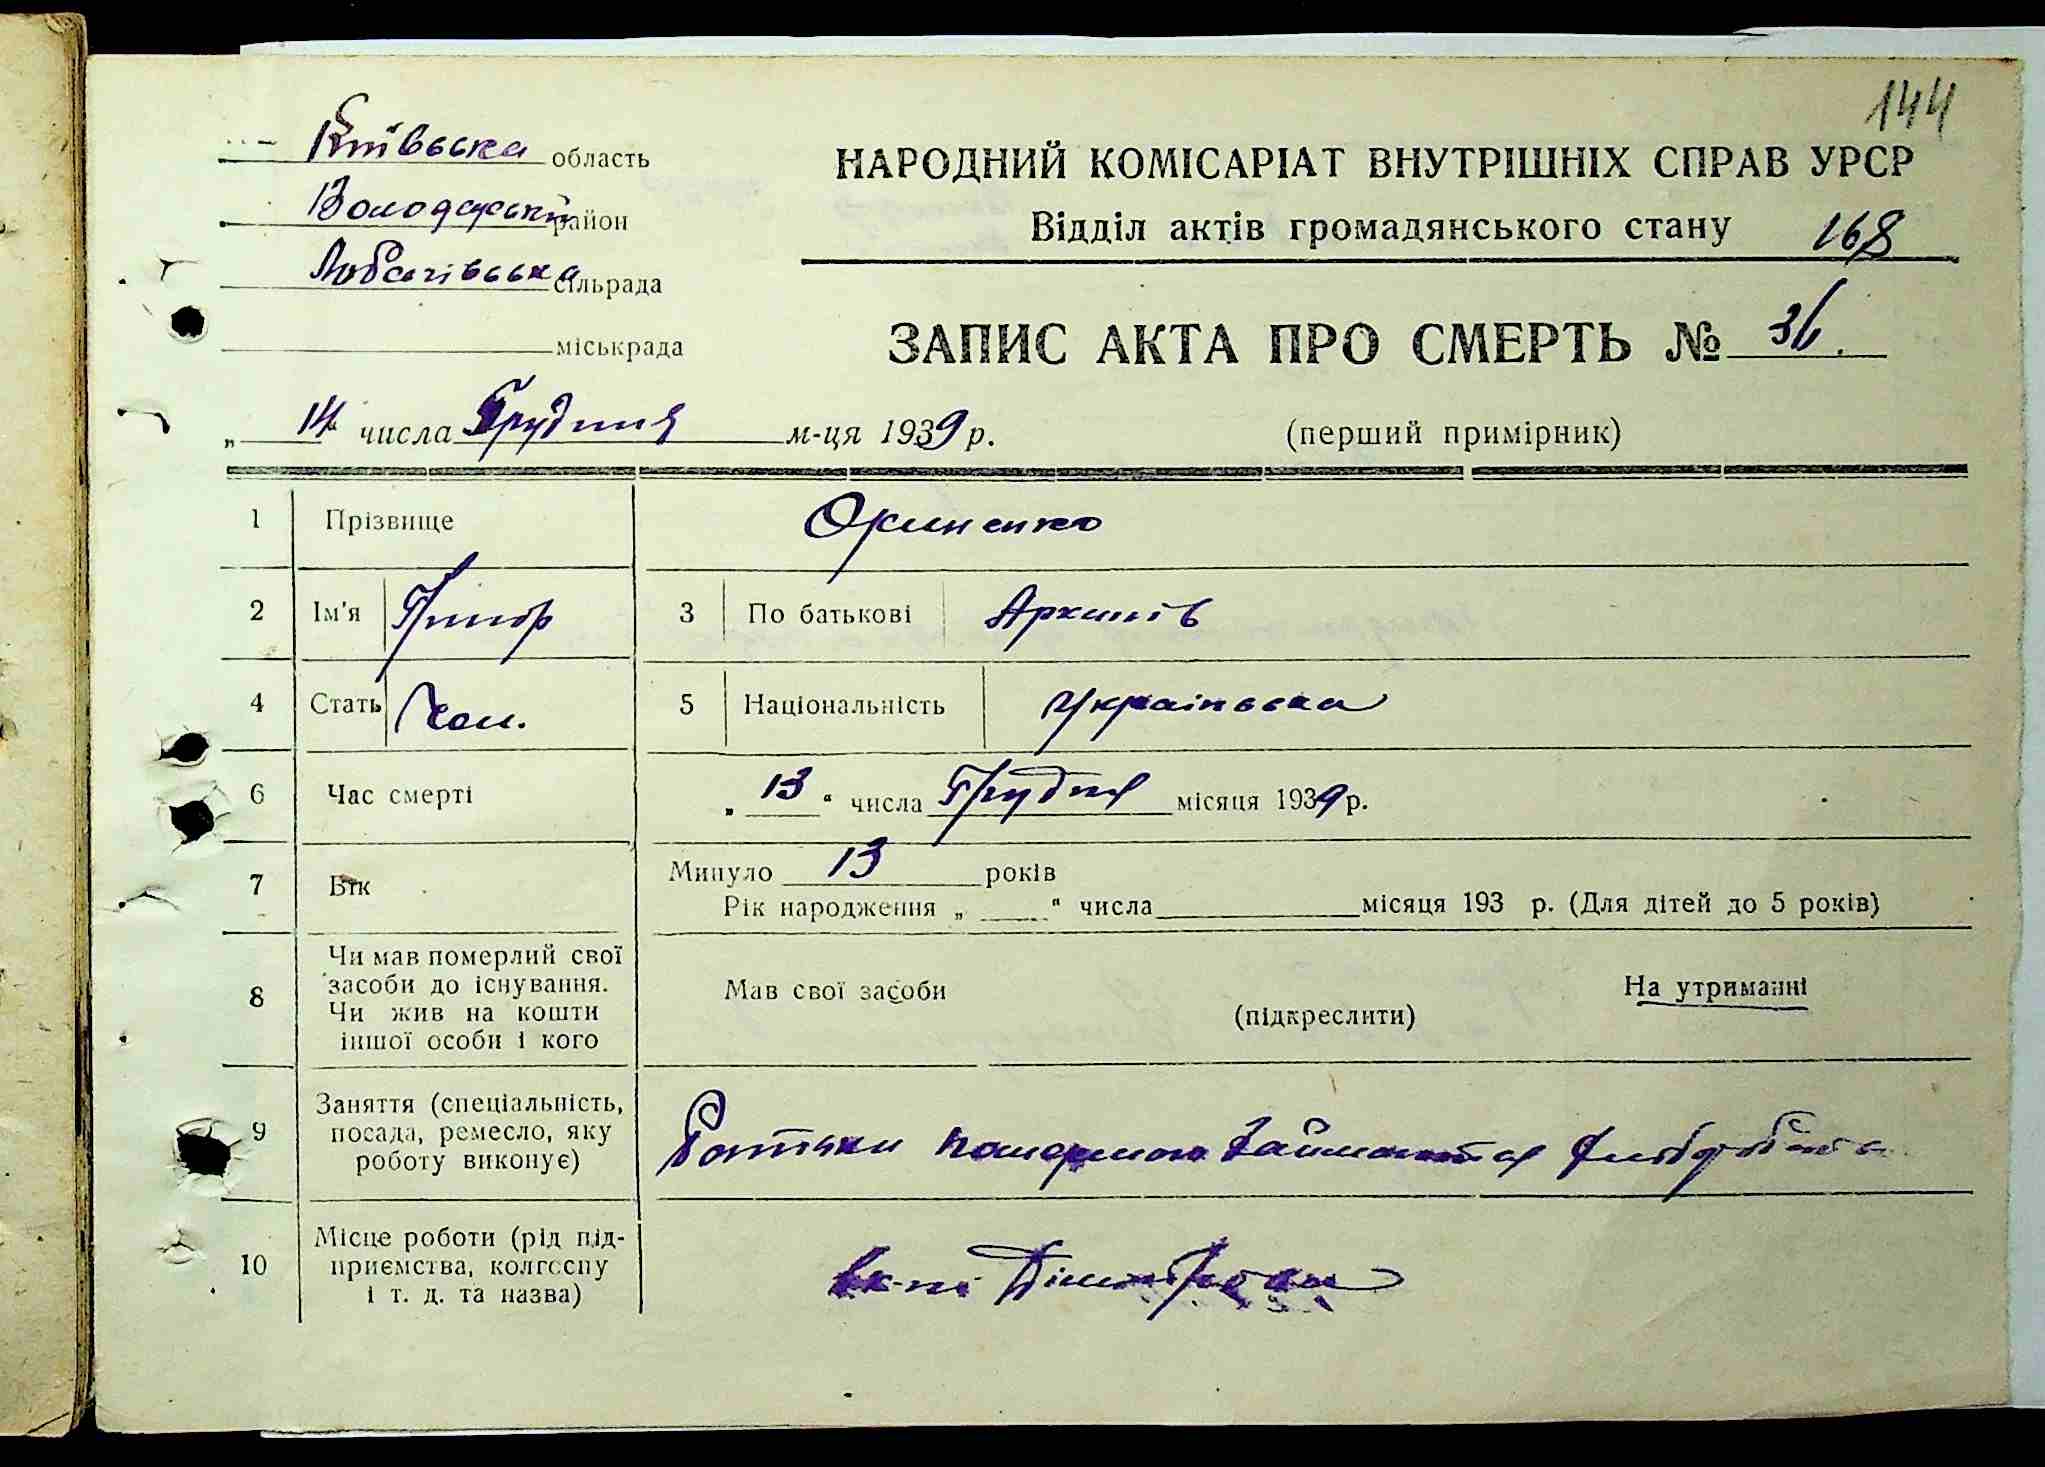 144
Київська область
НАРОДНИЙ КОМІСАРІАТ ВНУТРІШНІХ СПРАВ УРСР
Володарський район
Відділ актів громадянського стану 168
Лобачівська сільрада
міськрада
ЗАПИС АКТА ПРО СМЕРТЬ № 36.
„ 14 числа Грудня м-ця 1939 р. (перший примірник)
1 Прізвище Охиненко
2 Ім'я Григор 3 По батькові Архипів
4 Стать Чол. 5 Національність Українська
6 Час смерті „ 13 “ числа Грудня місяця 1939 р.
7 Вік Минуло 13 років
Рік народження „ “ числа місяця 193 р. (Для дітей до 5 років)
8 Чи мав померлий свої засоби до існування. Чи жив на кошти іншої особи і кого
Мав свої засоби (підкреслити) На утриманні
9 Заняття (спеціальність, посада, ремесло, яку роботу виконує)
Батьки займаються
10 Місце роботи (рід підприємства, колгоспу і т. д. та назва)